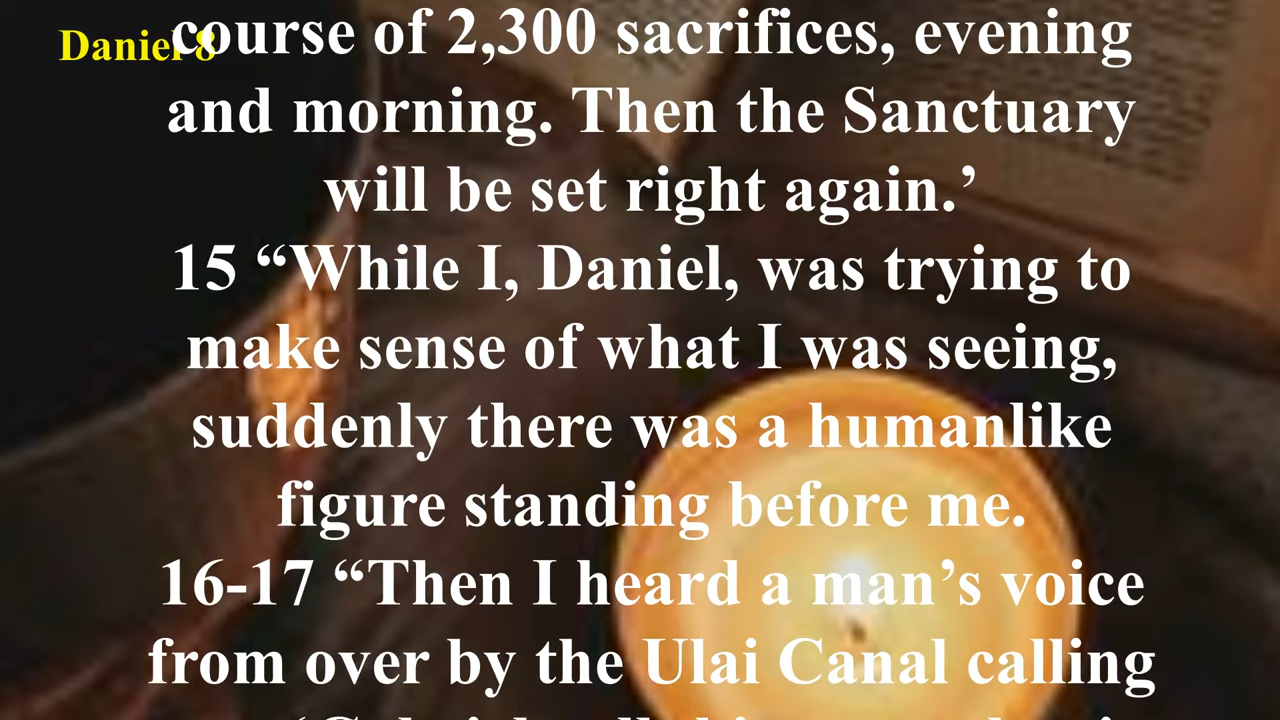 Daniel 8
course of 2,300 sacrifices, evening
and morning. Then the Sanctuary
will be set right again.’
15 “While I, Daniel, was trying to
make sense of what I was seeing,
suddenly there was a humanlike
figure standing before me.
16-17 “Then I heard a man’s voice
from over by the Ulai Canal calling